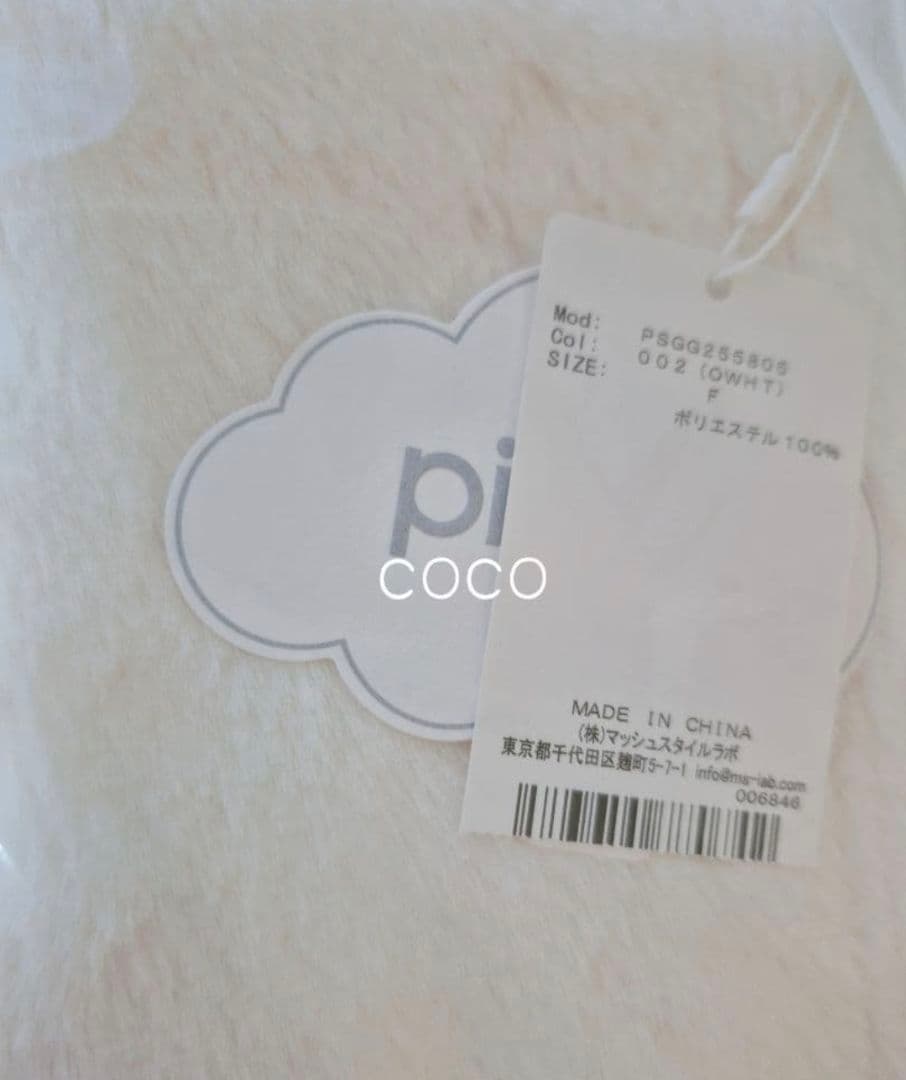 Mod: PSGG255805
Col: 002 (OWHT)
SIZE: F
ポリエステル100%
pi
COCO
MADE IN CHINA
(株)マッシュスタイルラボ
東京都千代田区麹町5-7-1 info@ms-lab.com
006846